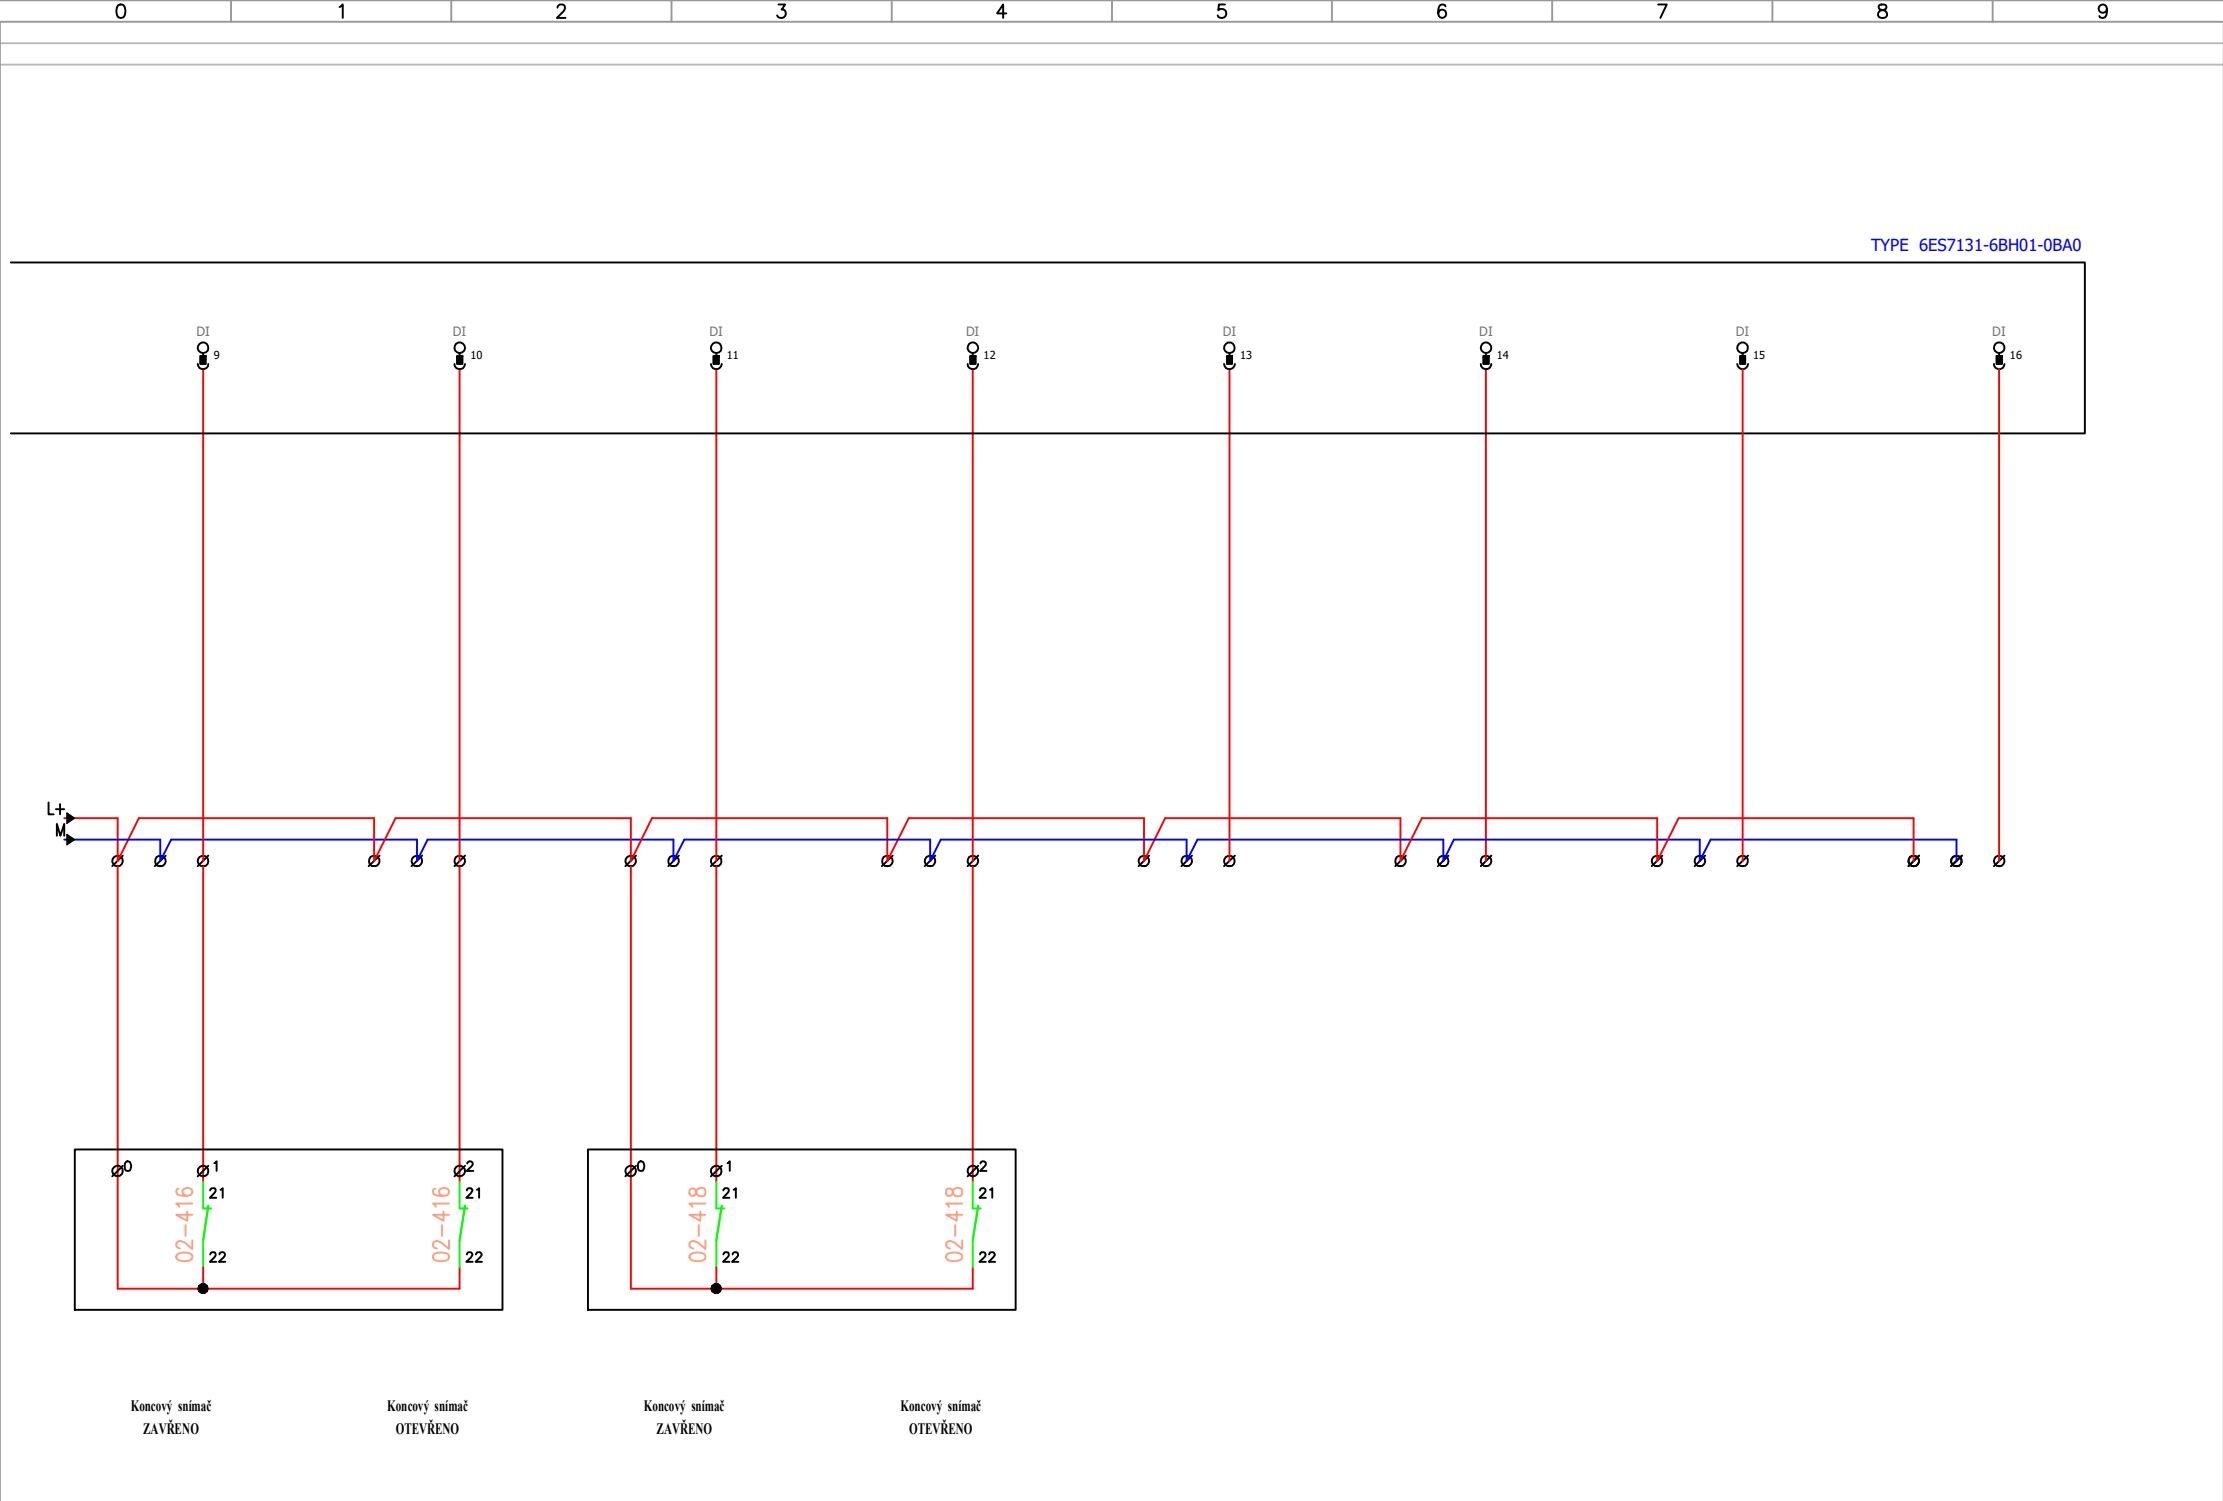 0 1 2 3 4 5 6 7 8 9
TYPE 6ES7131-6BH01-0BA0
DI DI DI DI DI DI DI DI
9 10 11 12 13 14 15 16
L+
M
0 1 2 0 1 2
02-416 21 02-416 21 02-418 21 02-418 21
22 22 22 22
Koncový snímač Koncový snímač Koncový snímač Koncový snímač
ZAVŘENO OTEVŘENO ZAVŘENO OTEVŘENO